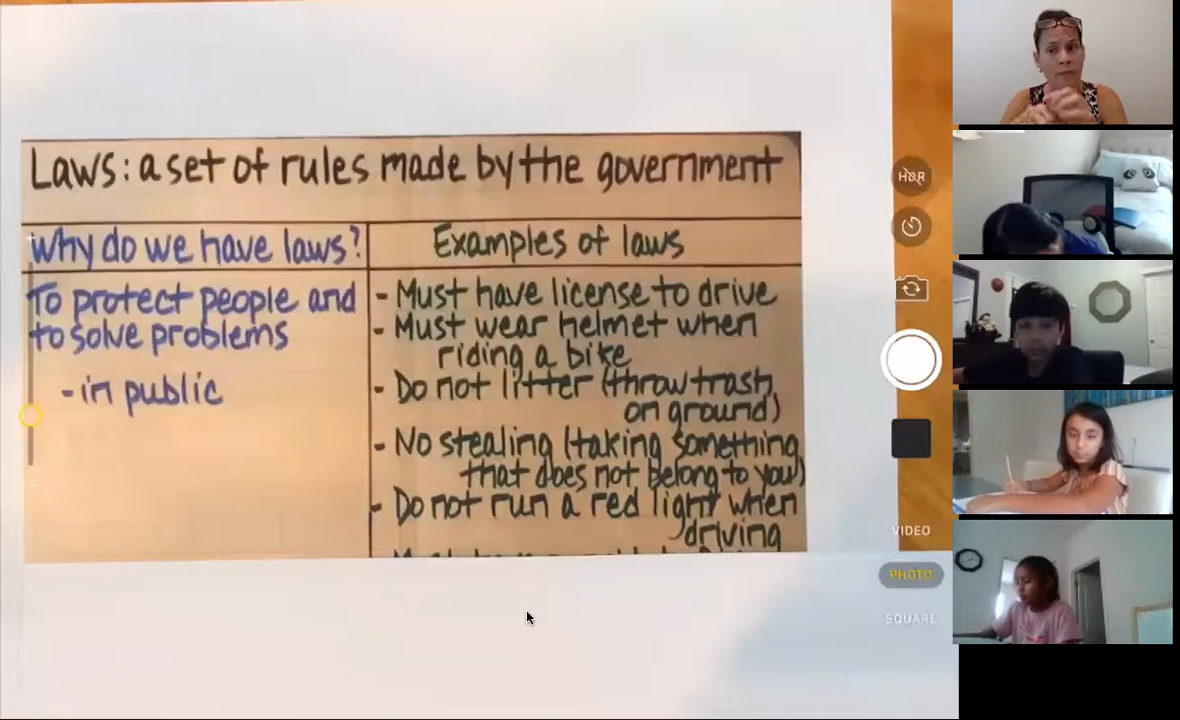 Laws: a set of rules made by the government
Why do we have laws?
To protect people and
to solve problems
- in public
Examples of laws
- Must have license to drive
- Must wear helmet when
riding a bike
- Do not litter (throw trash
on ground)
- No stealing (taking something
that does not belong to you)
- Do not run a red light when
driving
HDR
VIDEO
PHOTO
SQUARE